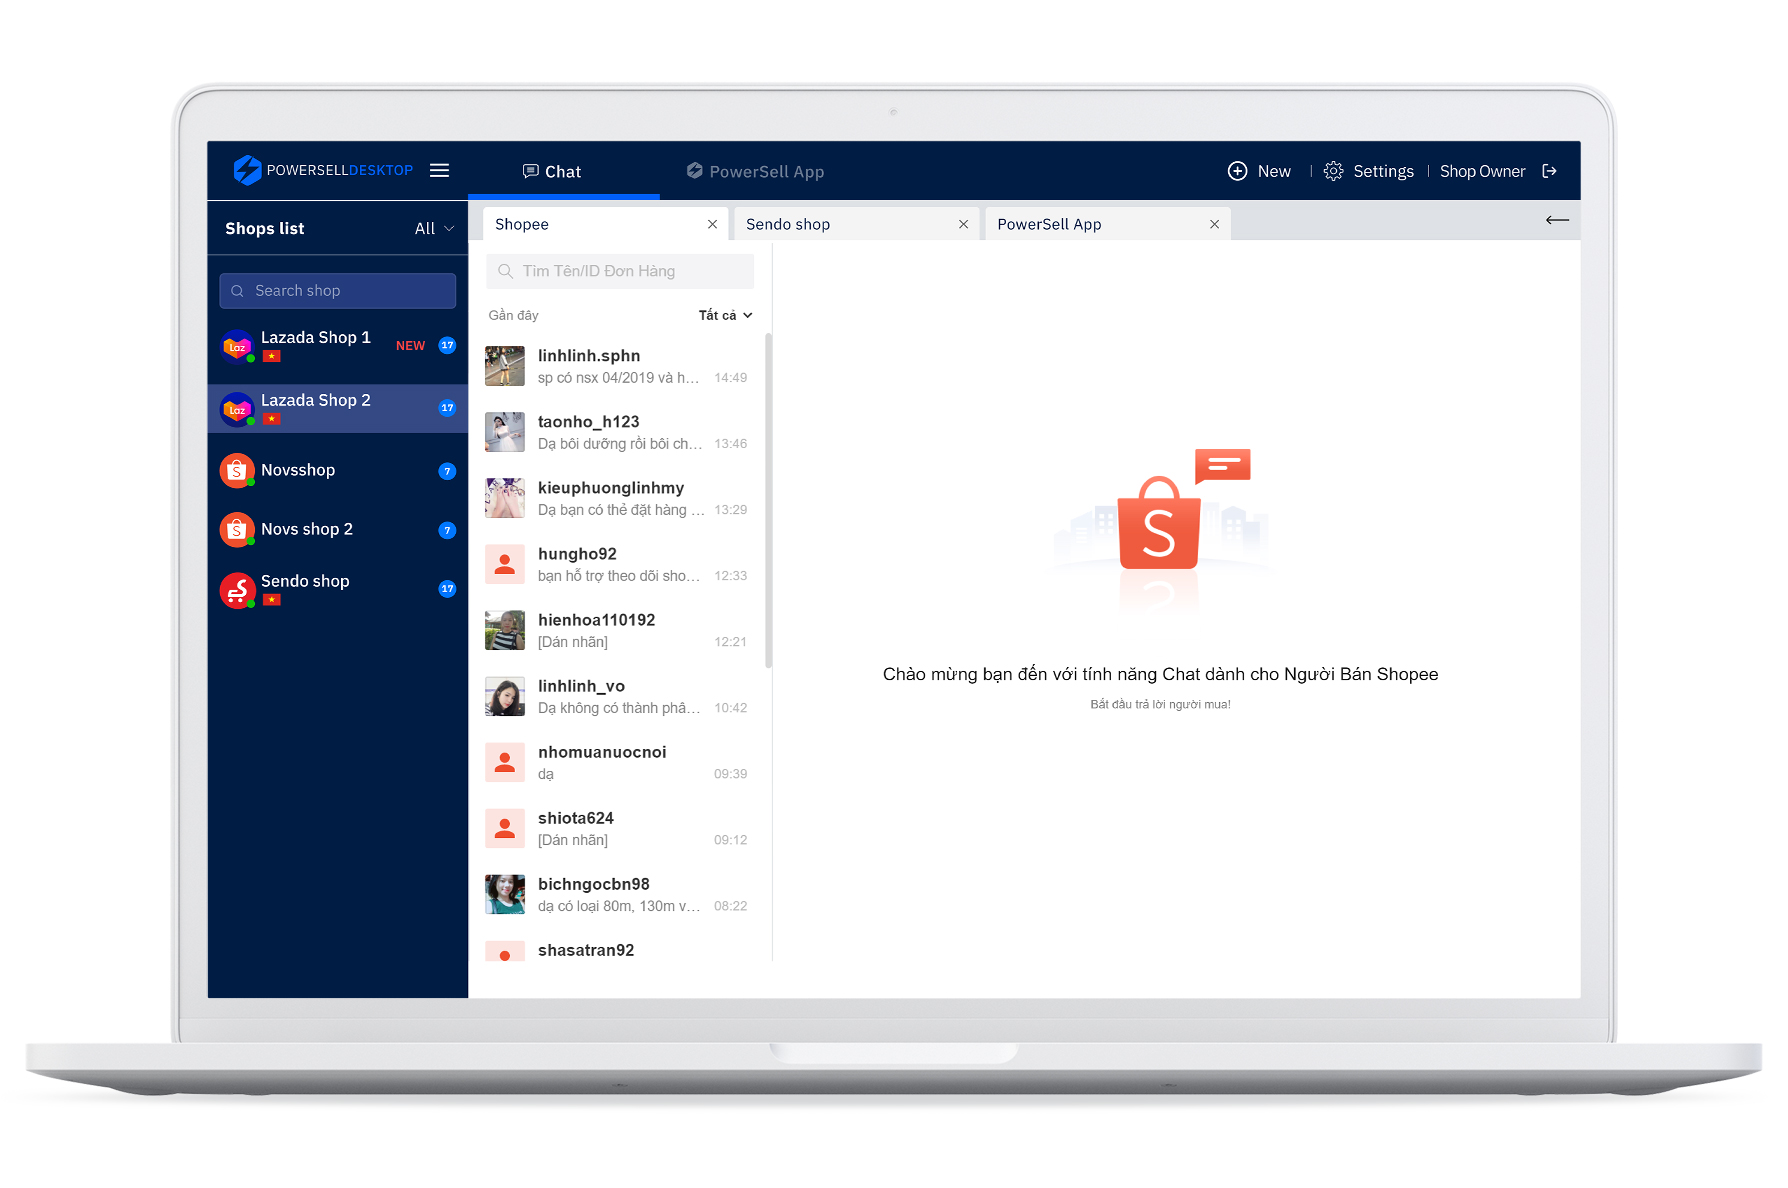 POWERSELLDESKTOP
Chat
PowerSell App
New
Settings
Shop Owner
Shops list
All
Shopee
Sendo shop
PowerSell App
Search shop
Laz
Lazada Shop 1
NEW
17
Laz
Lazada Shop 2
17
S
Novsshop
7
S
Novs shop 2
7
Sendo shop
17
Tìm Tên/ID Đơn Hàng
Gần đây
Tất cả
linhlinh.sphn
sp có nsx 04/2019 và h...
14:49
taonho_h123
Dạ bôi dưỡng rồi bôi ch...
13:46
kieuphuonglinhmy
Dạ bạn có thẻ đặt hàng ...
13:29
hungho92
bạn hỗ trợ theo dõi sho...
12:33
hienhoa110192
[Dán nhãn]
12:21
linhlinh_vo
Dạ không có thành phâ...
10:42
nhomuanuocnoi
dạ
09:39
shiota624
[Dán nhãn]
09:12
bichngocbn98
dạ có loại 80m, 130m v...
08:22
shasatran92
S
Chào mừng bạn đến với tính năng Chat dành cho Người Bán Shopee
Bắt đầu trả lời người mua!